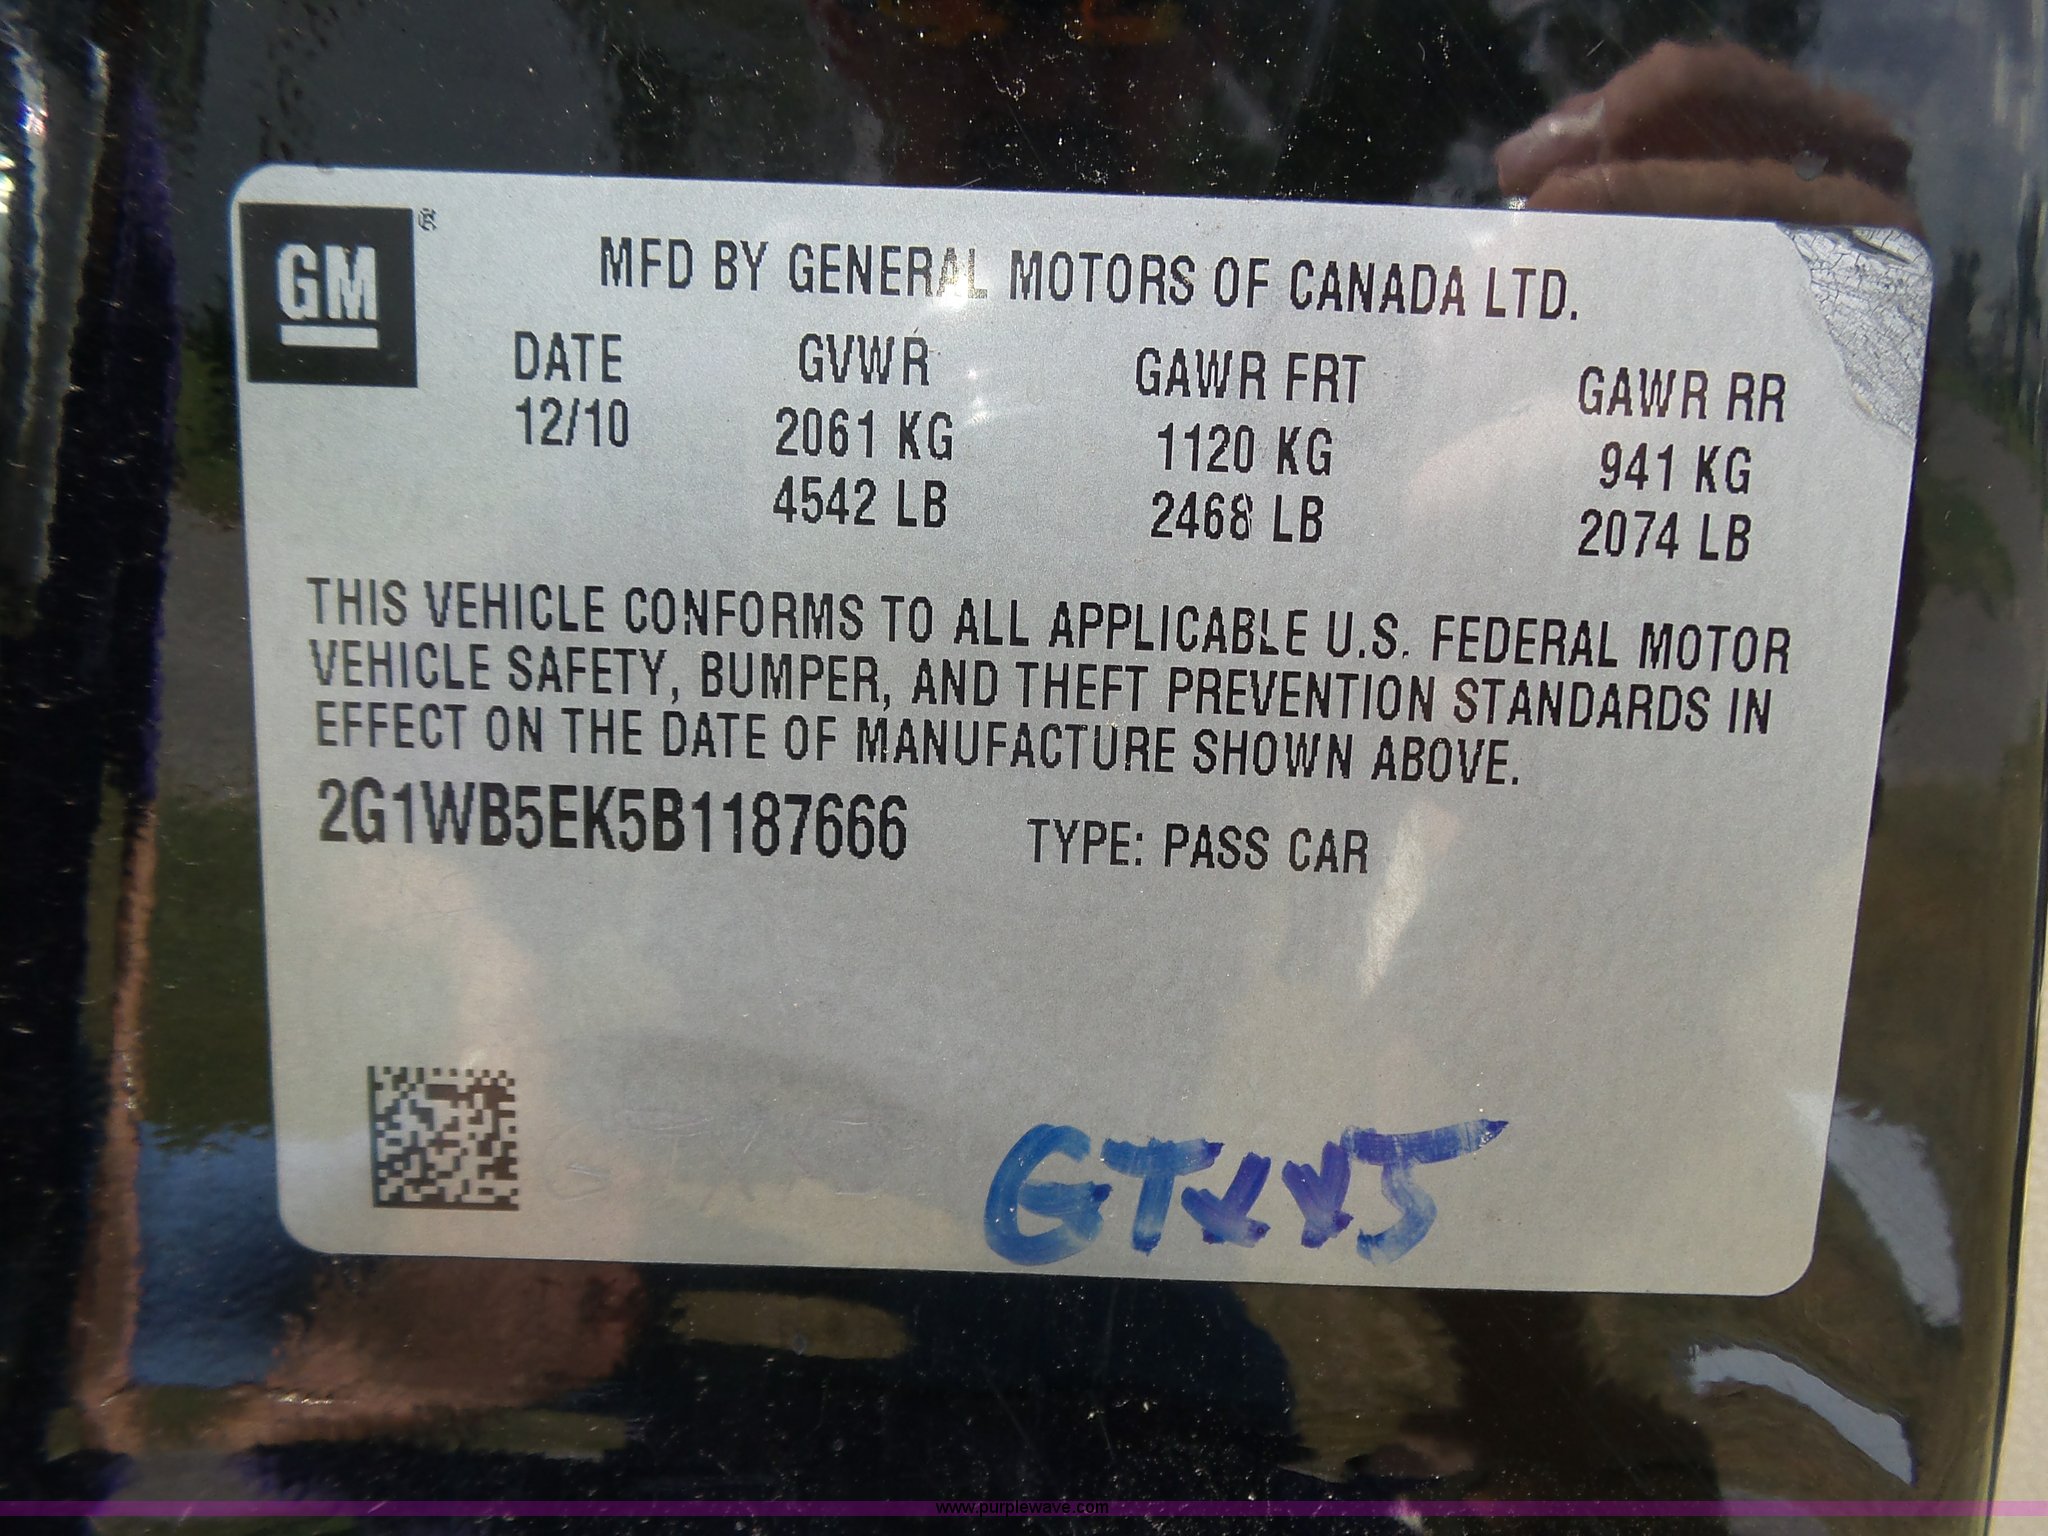 GM ®
MFD BY GENERAL MOTORS OF CANADA LTD.
DATE GVWR GAWR FRT GAWR RR
12/10 2061 KG 1120 KG 941 KG
4542 LB 2468 LB 2074 LB
THIS VEHICLE CONFORMS TO ALL APPLICABLE U.S. FEDERAL MOTOR
VEHICLE SAFETY, BUMPER, AND THEFT PREVENTION STANDARDS IN
EFFECT ON THE DATE OF MANUFACTURE SHOWN ABOVE.
2G1WB5EK5B1187666 TYPE: PASS CAR
www.purplewave.com